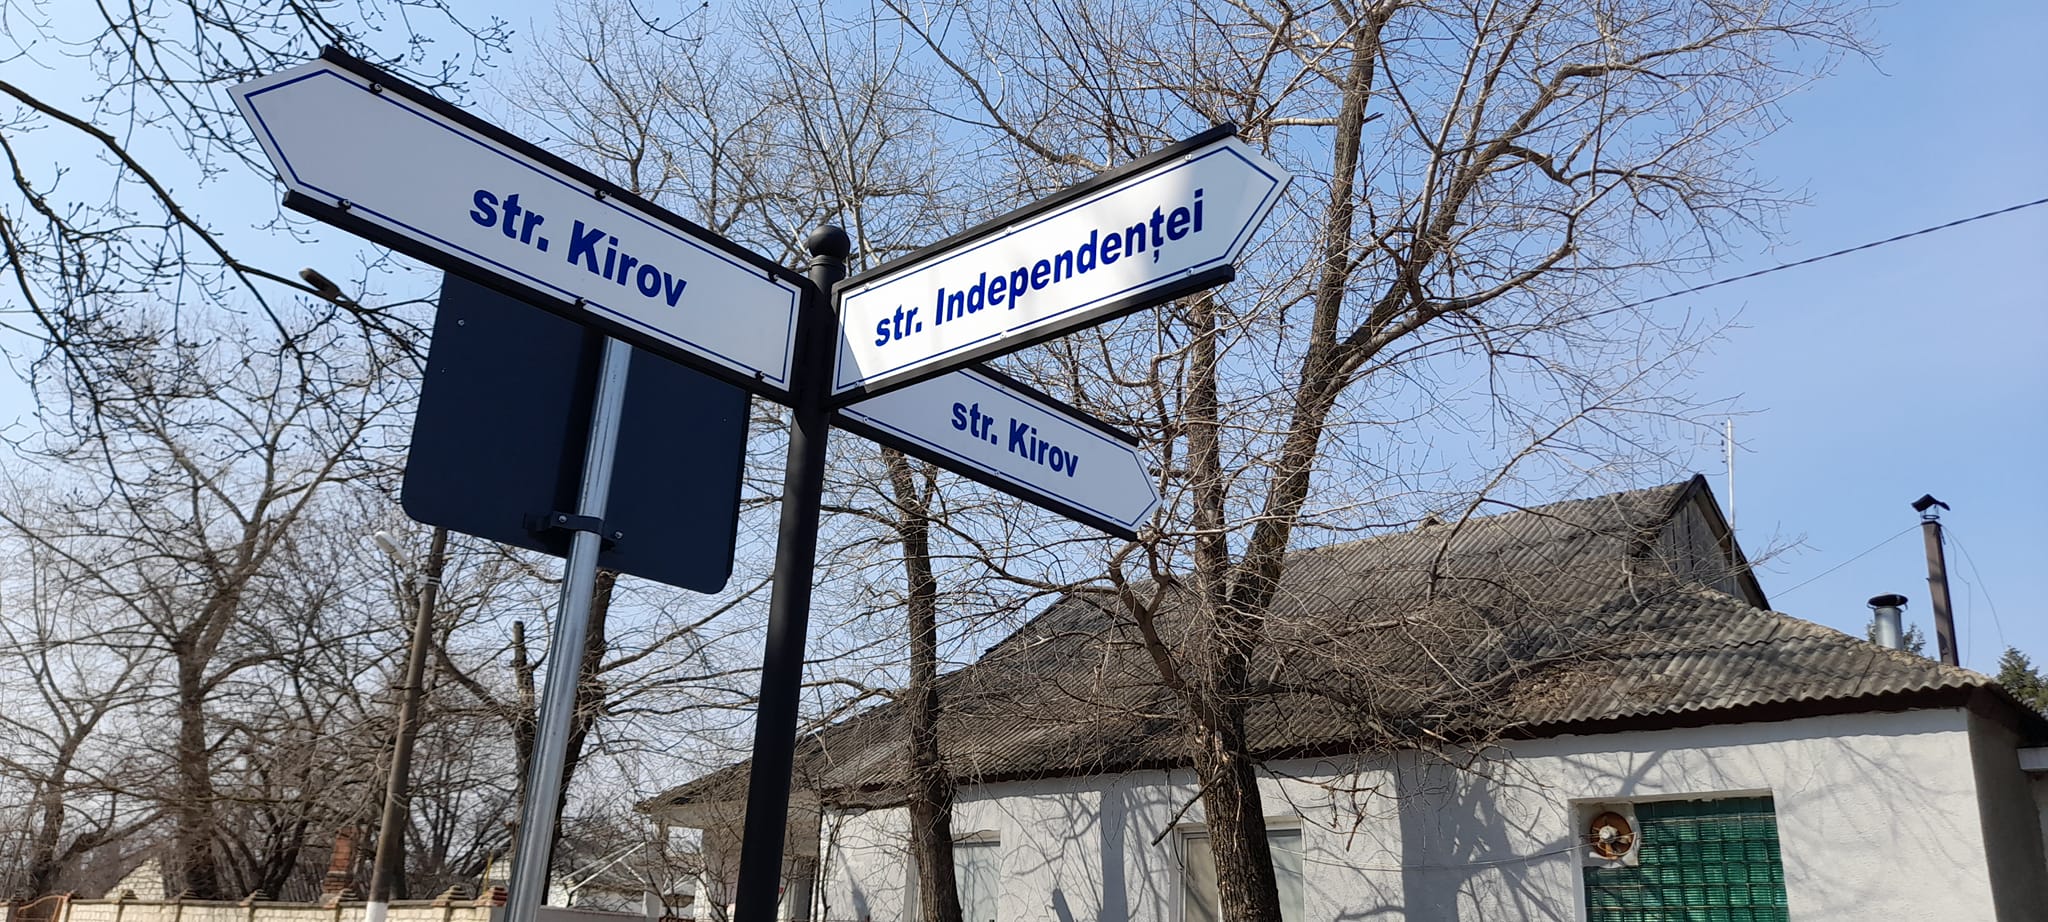 str. Kirov
str. Independenței
str. Kirov